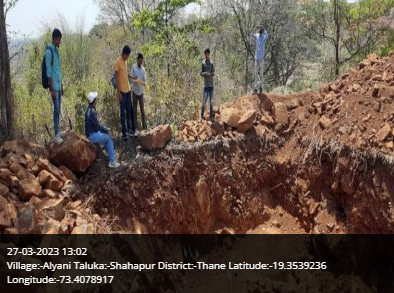 27-03-2023 13:02
Village:-Alyani Taluka:-Shahapur District:-Thane Latitude:-19.3539236
Longitude:-73.4078917